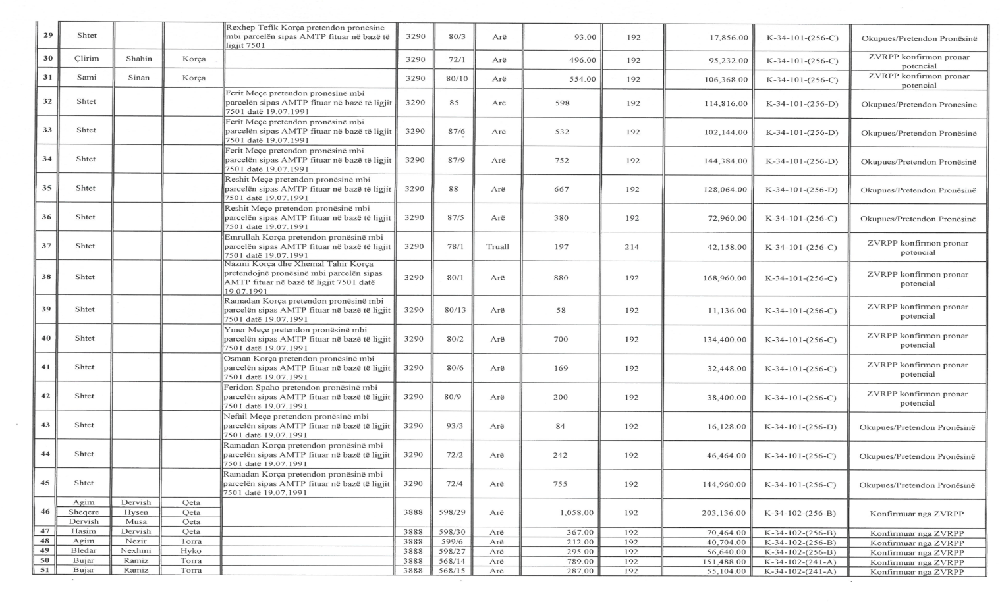 29 Shtet Rexhep Tefik Korça pretendon pronësinë mbi parcelën sipas AMTP fituar në bazë të ligjit 7501 3290 80/3 Arë 93.00 192 17,856.00 K-34-101-(256-C) Okupues/Pretendon Pronësinë
30 Çlirim Shahin Korça 3290 72/1 Arë 496.00 192 95,232.00 K-34-101-(256-C) ZVRPP konfirmon pronar potencial
31 Sami Sinan Korça 3290 80/10 Arë 554.00 192 106,368.00 K-34-101-(256-C) ZVRPP konfirmon pronar potencial
32 Shtet Ferit Meçe pretendon pronësinë mbi parcelën sipas AMTP fituar në bazë të ligjit 7501 datë 19.07.1991 3290 85 Arë 598 192 114,816.00 K-34-101-(256-D) Okupues/Pretendon Pronësinë
33 Shtet Ferit Meçe pretendon pronësinë mbi parcelën sipas AMTP fituar në bazë të ligjit 7501 datë 19.07.1991 3290 87/6 Arë 532 192 102,144.00 K-34-101-(256-D) Okupues/Pretendon Pronësinë
34 Shtet Ferit Meçe pretendon pronësinë mbi parcelën sipas AMTP fituar në bazë të ligjit 7501 datë 19.07.1991 3290 87/9 Arë 752 192 144,384.00 K-34-101-(256-D) Okupues/Pretendon Pronësinë
35 Shtet Reshit Meçe pretendon pronësinë mbi parcelën sipas AMTP fituar në bazë të ligjit 7501 datë 19.07.1991 3290 88 Arë 667 192 128,064.00 K-34-101-(256-D) Okupues/Pretendon Pronësinë
36 Shtet Reshit Meçe pretendon pronësinë mbi parcelën sipas AMTP fituar në bazë të ligjit 7501 datë 19.07.1991 3290 87/5 Arë 380 192 72,960.00 K-34-101-(256-C) Okupues/Pretendon Pronësinë
37 Shtet Emrullah Korça pretendon pronësinë mbi parcelën sipas AMTP fituar në bazë të ligjit 7501 datë 19.07.1991 3290 78/1 Truall 197 214 42,158.00 K-34-101-(256-C) ZVRPP konfirmon pronar potencial
38 Shtet Nazmi Korça dhe Xhemal Tahir Korça pretendojnë pronësinë mbi parcelën sipas AMTP fituar në bazë të ligjit 7501 datë 19.07.1991 3290 80/1 Arë 880 192 168,960.00 K-34-101-(256-C) ZVRPP konfirmon pronar potencial
39 Shtet Ramadan Korça pretendon pronësinë mbi parcelën sipas AMTP fituar në bazë të ligjit 7501 datë 19.07.1991 3290 80/13 Arë 58 192 11,136.00 K-34-101-(256-C) ZVRPP konfirmon pronar potencial
40 Shtet Ymer Meçe pretendon pronësinë mbi parcelën sipas AMTP fituar në bazë të ligjit 7501 datë 19.07.1991 3290 80/2 Arë 700 192 134,400.00 K-34-101-(256-C) ZVRPP konfirmon pronar potencial
41 Shtet Osman Korça pretendon pronësinë mbi parcelën sipas AMTP fituar në bazë të ligjit 7501 datë 19.07.1991 3290 80/6 Arë 169 192 32,448.00 K-34-101-(256-C) ZVRPP konfirmon pronar potencial
42 Shtet Feridon Spaho pretendon pronësinë mbi parcelën sipas AMTP fituar në bazë të ligjit 7501 datë 19.07.1991 3290 80/9 Arë 200 192 38,400.00 K-34-101-(256-C) ZVRPP konfirmon pronar potencial
43 Shtet Nefail Meçe pretendon pronësinë mbi parcelën sipas AMTP fituar në bazë të ligjit 7501 datë 19.07.1991 3290 93/3 Arë 84 192 16,128.00 K-34-101-(256-D) Okupues/Pretendon Pronësinë
44 Shtet Ramadan Korça pretendon pronësinë mbi parcelën sipas AMTP fituar në bazë të ligjit 7501 datë 19.07.1991 3290 72/2 Arë 242 192 46,464.00 K-34-101-(256-C) Okupues/Pretendon Pronësinë
45 Shtet Ramadan Korça pretendon pronësinë mbi parcelën sipas AMTP fituar në bazë të ligjit 7501 datë 19.07.1991 3290 72/4 Arë 755 192 144,960.00 K-34-101-(256-C) Okupues/Pretendon Pronësinë
Agim Dervish Qeta
46 Sheqere Hysen Qeta 3888 598/29 Arë 1,058.00 192 203,136.00 K-34-102-(256-B) Konfirmuar nga ZVRPP
Dervish Musa Qeta
47 Hasim Dervish Qeta 3888 598/30 Arë 367.00 192 70,464.00 K-34-102-(256-B) Konfirmuar nga ZVRPP
48 Agim Nezir Torra 3888 599/6 Arë 212.00 192 40,704.00 K-34-102-(256-B) Konfirmuar nga ZVRPP
49 Bledar Nexhmi Hyko 3888 598/27 Arë 295.00 192 56,640.00 K-34-102-(256-B) Konfirmuar nga ZVRPP
50 Bujar Ramiz Torra 3888 568/14 Arë 789.00 192 151,488.00 K-34-102-(241-A) Konfirmuar nga ZVRPP
51 Bujar Ramiz Torra 3888 568/15 Arë 287.00 192 55,104.00 K-34-102-(241-A) Konfirmuar nga ZVRPP